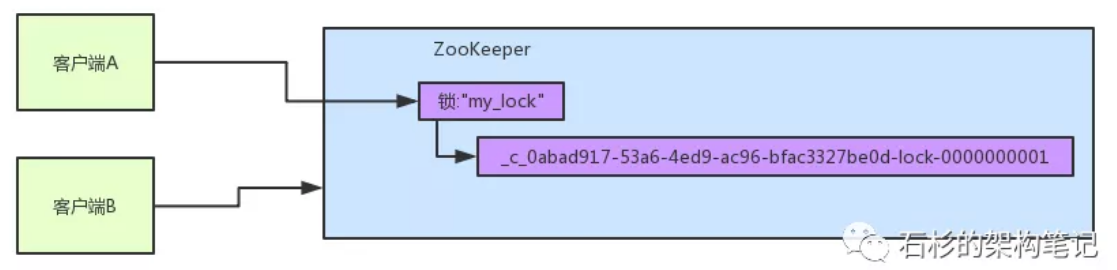 ZooKeeper
客户端A
锁:"my_lock"
_c_0abad917-53a6-4ed9-ac96-bfac3327be0d-lock-0000000001
客户端B
石杉的架构笔记